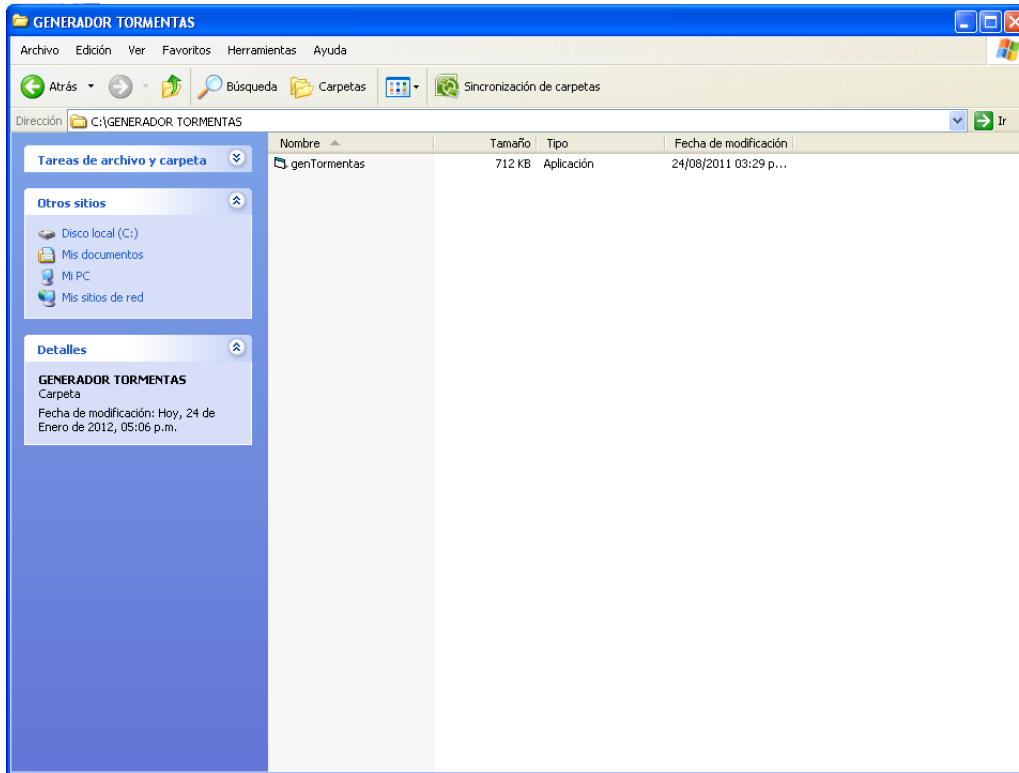 GENERADOR TORMENTAS
Archivo Edición Ver Favoritos Herramientas Ayuda
Atrás Búsqueda Carpetas Sincronización de carpetas
Dirección C:\GENERADOR TORMENTAS Ir
Nombre Tamaño Tipo Fecha de modificación
genTormentas 712 KB Aplicación 24/08/2011 03:29 p...
Tareas de archivo y carpeta
Otros sitios
Disco local (C:)
Mis documentos
Mi PC
Mis sitios de red
Detalles
GENERADOR TORMENTAS
Carpeta
Fecha de modificación: Hoy, 24 de
Enero de 2012, 05:06 p.m.